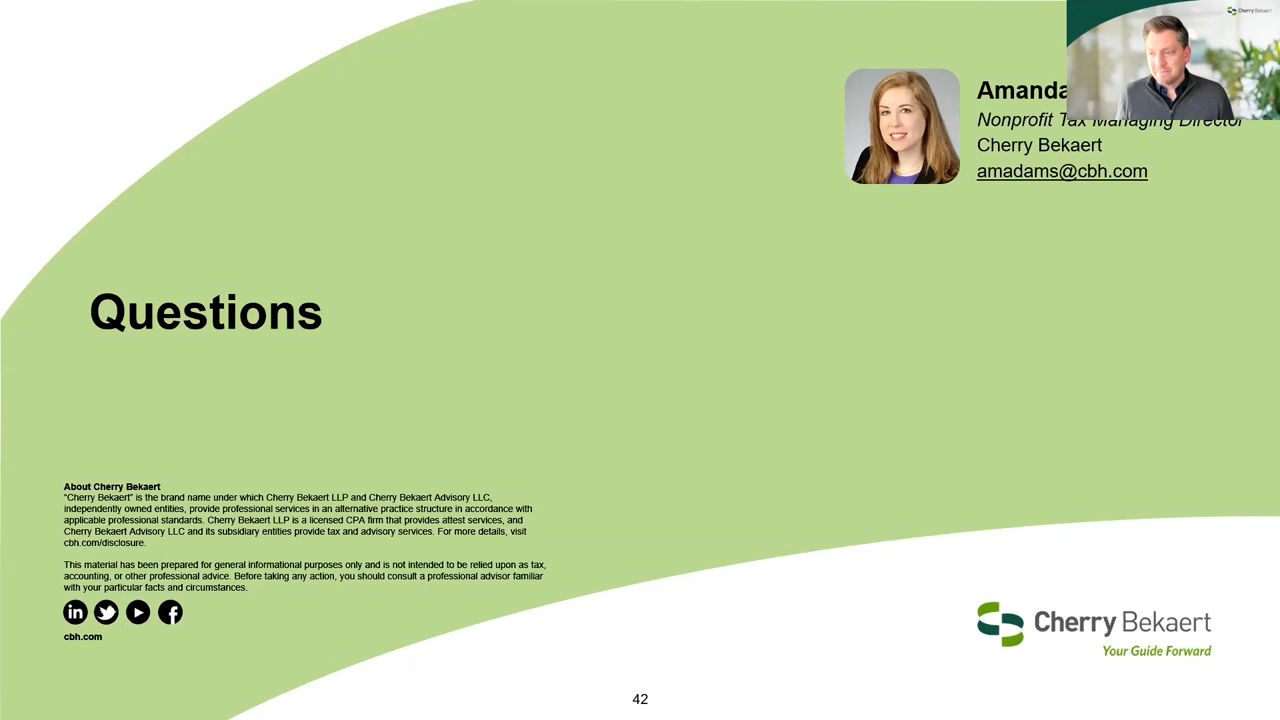 Cherry Bekaert
Amanda
Nonprofit Tax Managing Director
Cherry Bekaert
amadams@cbh.com
Questions
About Cherry Bekaert
“Cherry Bekaert” is the brand name under which Cherry Bekaert LLP and Cherry Bekaert Advisory LLC,
independently owned entities, provide professional services in an alternative practice structure in accordance with
applicable professional standards. Cherry Bekaert LLP is a licensed CPA firm that provides attest services, and
Cherry Bekaert Advisory LLC and its subsidiary entities provide tax and advisory services. For more details, visit
cbh.com/disclosure.
This material has been prepared for general informational purposes only and is not intended to be relied upon as tax,
accounting, or other professional advice. Before taking any action, you should consult a professional advisor familiar
with your particular facts and circumstances.
in
f
cbh.com
Cherry Bekaert
Your Guide Forward
42